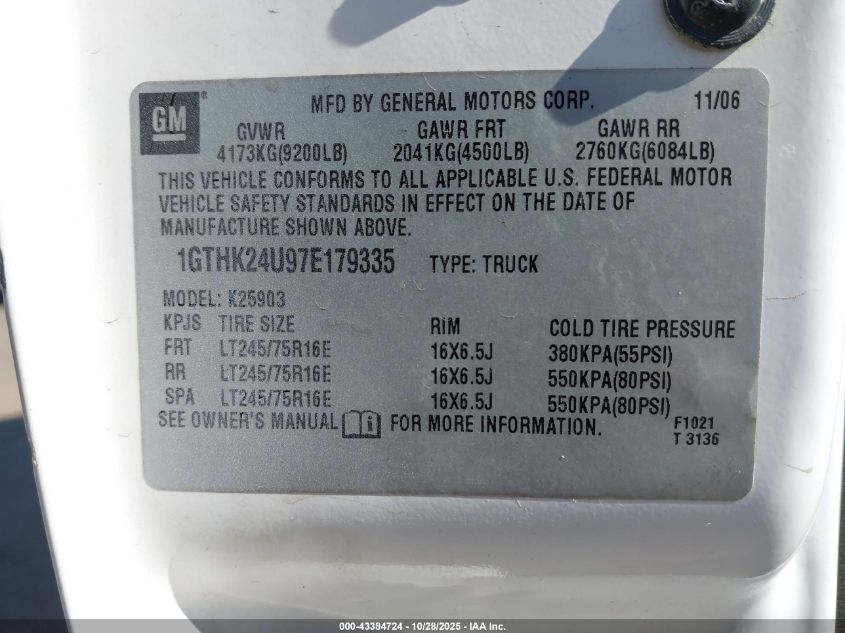 GM ® MFD BY GENERAL MOTORS CORP. 11/06
GVWR GAWR FRT GAWR RR
4173KG(9200LB) 2041KG(4500LB) 2760KG(6084LB)
THIS VEHICLE CONFORMS TO ALL APPLICABLE U.S. FEDERAL MOTOR
VEHICLE SAFETY STANDARDS IN EFFECT ON THE DATE OF
MANUFACTURE SHOWN ABOVE.
1GTHK24U97E179335 TYPE: TRUCK
MODEL: K25903
KPJS TIRE SIZE RIM COLD TIRE PRESSURE
FRT LT245/75R16E 16X6.5J 380KPA(55PSI)
RR LT245/75R16E 16X6.5J 550KPA(80PSI)
SPA LT245/75R16E 16X6.5J 550KPA(80PSI)
SEE OWNER'S MANUAL i FOR MORE INFORMATION. F1021
T 3136
000-43384724 - 10/28/2025 - IAA Inc.